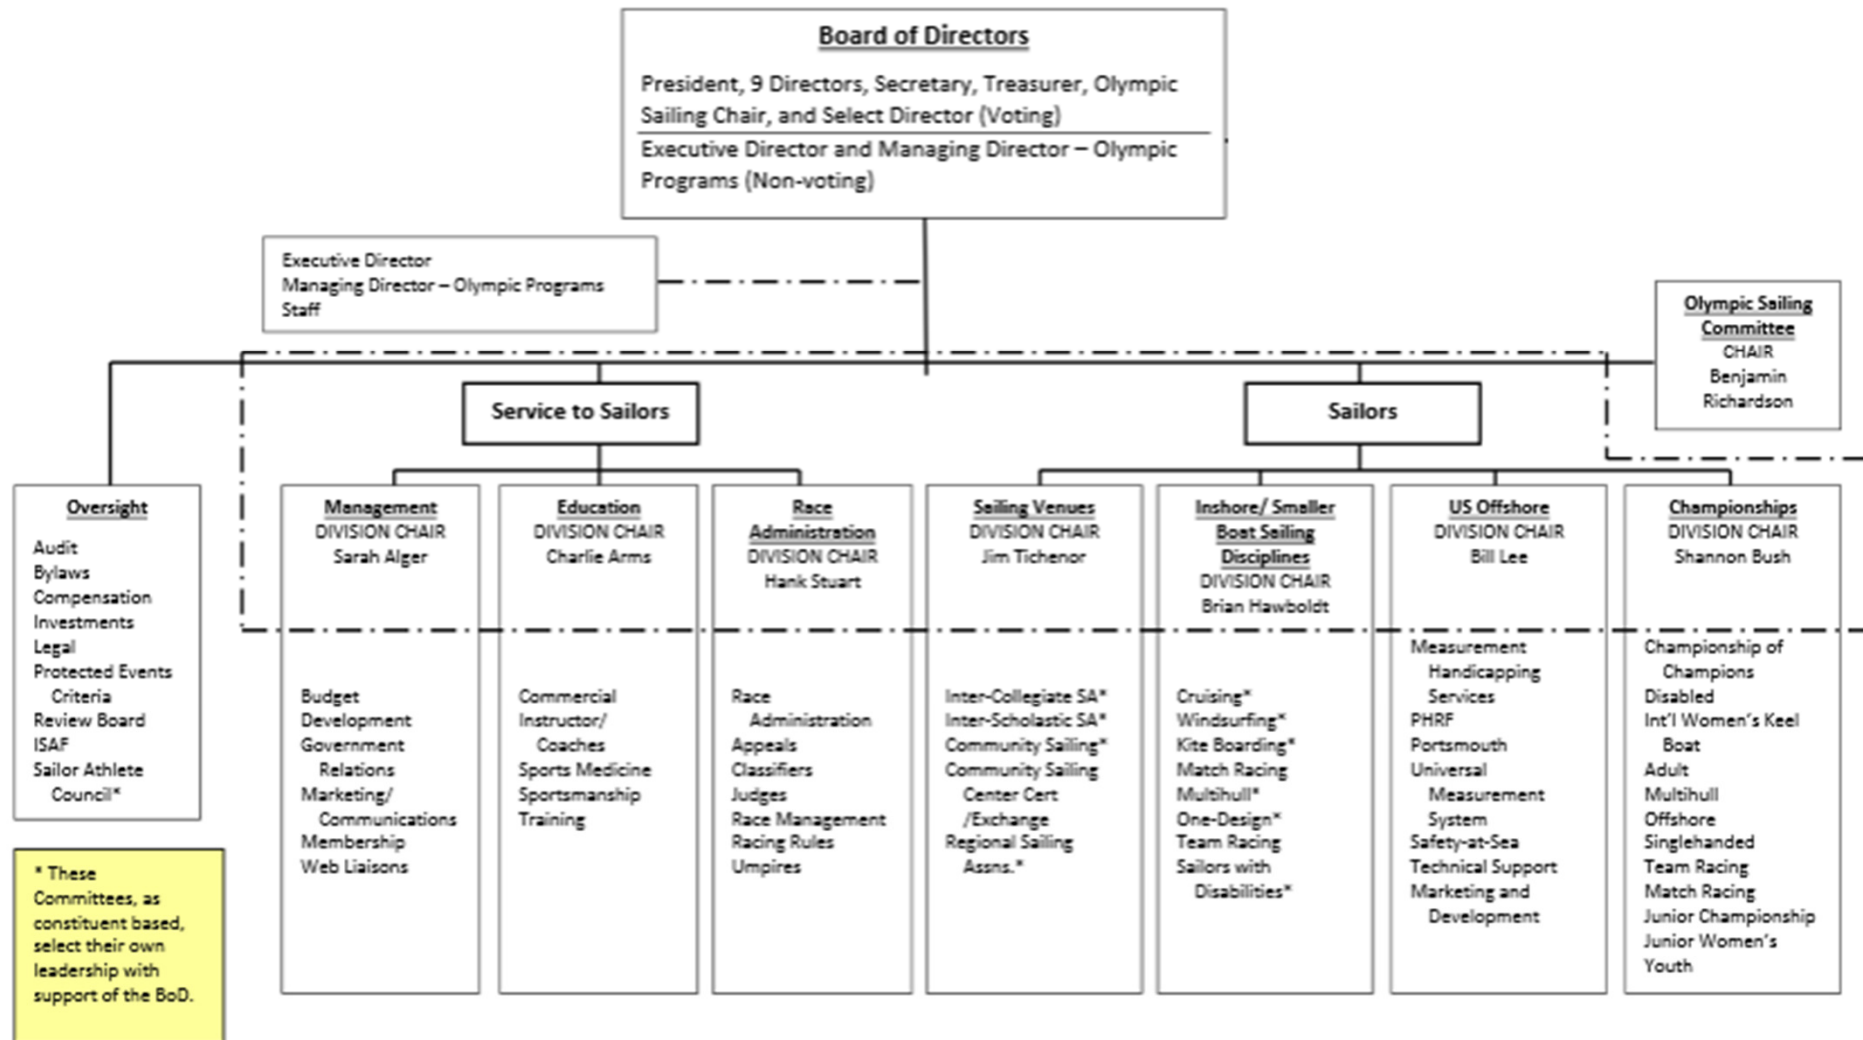 Board of Directors
President, 9 Directors, Secretary, Treasurer, Olympic
Sailing Chair, and Select Director (Voting)
Executive Director and Managing Director – Olympic
Programs (Non-voting)
Executive Director
Managing Director – Olympic Programs
Staff
Olympic Sailing
Committee
CHAIR
Benjamin
Richardson
Service to Sailors
Sailors
Oversight
Audit
Bylaws
Compensation
Investments
Legal
Protected Events
Criteria
Review Board
ISAF
Sailor Athlete
Council*
* These
Committees, as
constituent based,
select their own
leadership with
support of the BoD.
Management
DIVISION CHAIR
Sarah Alger
Budget
Development
Government
Relations
Marketing/
Communications
Membership
Web Liaisons
Education
DIVISION CHAIR
Charlie Arms
Commercial
Instructor/
Coaches
Sports Medicine
Sportsmanship
Training
Race
Administration
DIVISION CHAIR
Hank Stuart
Race
Administration
Appeals
Classifiers
Judges
Race Management
Racing Rules
Umpires
Sailing Venues
DIVISION CHAIR
Jim Tichenor
Inter-Collegiate SA*
Inter-Scholastic SA*
Community Sailing*
Community Sailing
Center Cert
/Exchange
Regional Sailing
Assns.*
Inshore/ Smaller
Boat Sailing
Disciplines
DIVISION CHAIR
Brian Hawboldt
Cruising*
Windsurfing*
Kite Boarding*
Match Racing
Multihull*
One-Design*
Team Racing
Sailors with
Disabilities*
US Offshore
DIVISION CHAIR
Bill Lee
Measurement
Handicapping
Services
PHRF
Portsmouth
Universal
Measurement
System
Safety-at-Sea
Technical Support
Marketing and
Development
Championships
DIVISION CHAIR
Shannon Bush
Championship of
Champions
Disabled
Int'l Women's Keel
Boat
Adult
Multihull
Offshore
Singlehanded
Team Racing
Match Racing
Junior Championship
Junior Women's
Youth